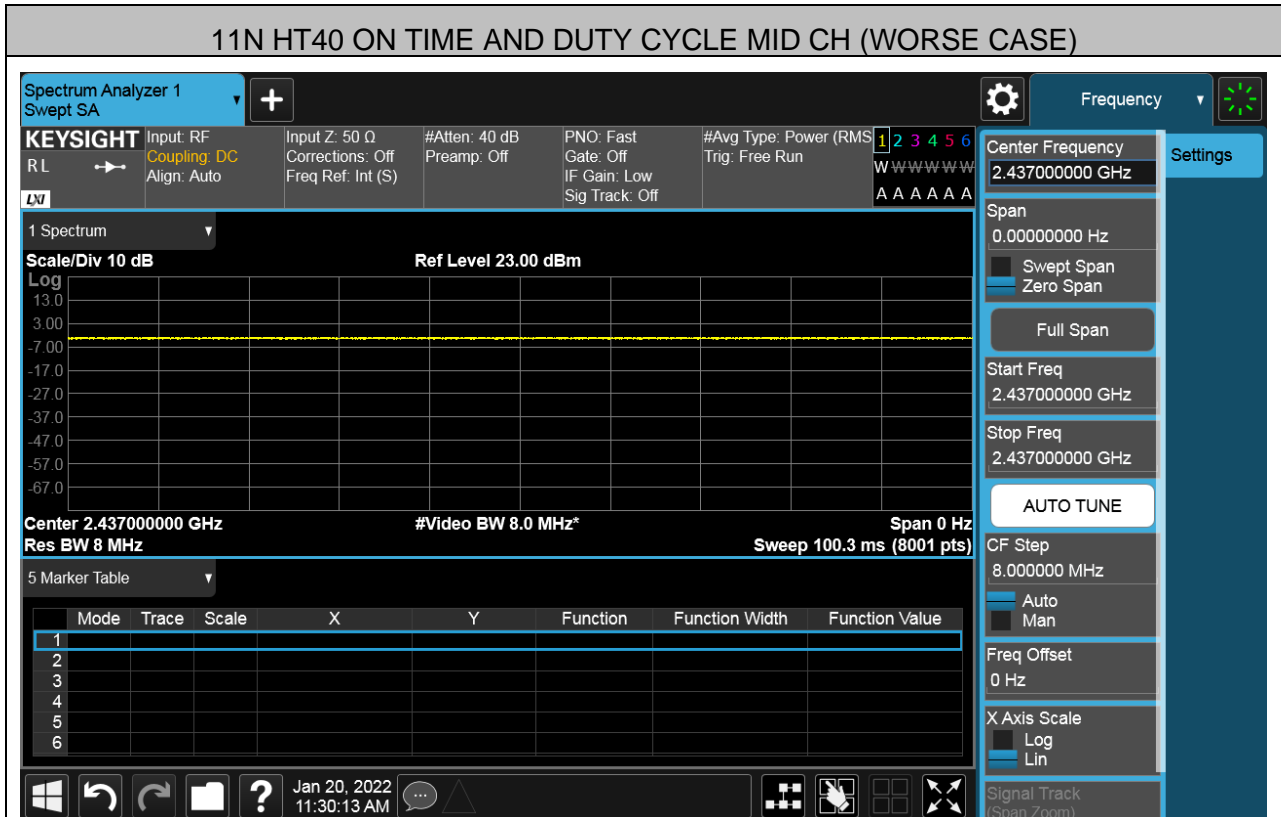 11N HT40 ON TIME AND DUTY CYCLE MID CH (WORSE CASE)
Spectrum Analyzer 1
Swept SA
+
Frequency
KEYSIGHT
RL
LXI
Input: RF
Coupling: DC
Align: Auto
Input Z: 50 Ω
Corrections: Off
Freq Ref: Int (S)
#Atten: 40 dB
Preamp: Off
PNO: Fast
Gate: Off
IF Gain: Low
Sig Track: Off
#Avg Type: Power (RMS
Trig: Free Run
1 2 3 4 5 6
W W W W W W
A A A A A A
1 Spectrum
Scale/Div 10 dB
Ref Level 23.00 dBm
Log
13.0
3.00
-7.00
-17.0
-27.0
-37.0
-47.0
-57.0
-67.0
Center 2.437000000 GHz
#Video BW 8.0 MHz*
Span 0 Hz
Res BW 8 MHz
Sweep 100.3 ms (8001 pts)
5 Marker Table
Mode Trace Scale X Y Function Function Width Function Value
1
2
3
4
5
6
?
Jan 20, 2022
11:30:13 AM
Center Frequency
2.437000000 GHz
Settings
Span
0.00000000 Hz
Swept Span
Zero Span
Full Span
Start Freq
2.437000000 GHz
Stop Freq
2.437000000 GHz
AUTO TUNE
CF Step
8.000000 MHz
Auto
Man
Freq Offset
0 Hz
X Axis Scale
Log
Lin
Signal Track
(Span Zoom)